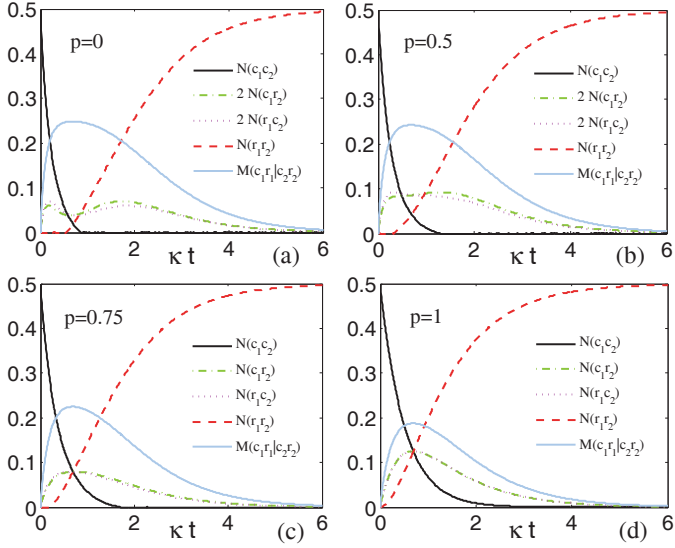 0.5
p=0
0.4
N(c₁c₂)
2 N(c₁r₂)
0.3
2 N(r₁c₂)
0.2
N(r₁r₂)
M(c₁r₁|c₂r₂)
0.1
0
0 2 4 6
κ t (a)
0.5
p=0.5
0.4
N(c₁c₂)
2 N(c₁r₂)
0.3
2 N(r₁c₂)
0.2
N(r₁r₂)
M(c₁r₁|c₂r₂)
0.1
0
0 2 4 6
κ t (b)
0.5
p=0.75
0.4
N(c₁c₂)
0.3
N(c₁r₂)
N(r₁c₂)
0.2
N(r₁r₂)
M(c₁r₁|c₂r₂)
0.1
0
0 2 4 6
κ t (c)
0.5
p=1
0.4
N(c₁c₂)
0.3
N(c₁r₂)
N(r₁c₂)
0.2
N(r₁r₂)
M(c₁r₁|c₂r₂)
0.1
0
0 2 4 6
κ t (d)